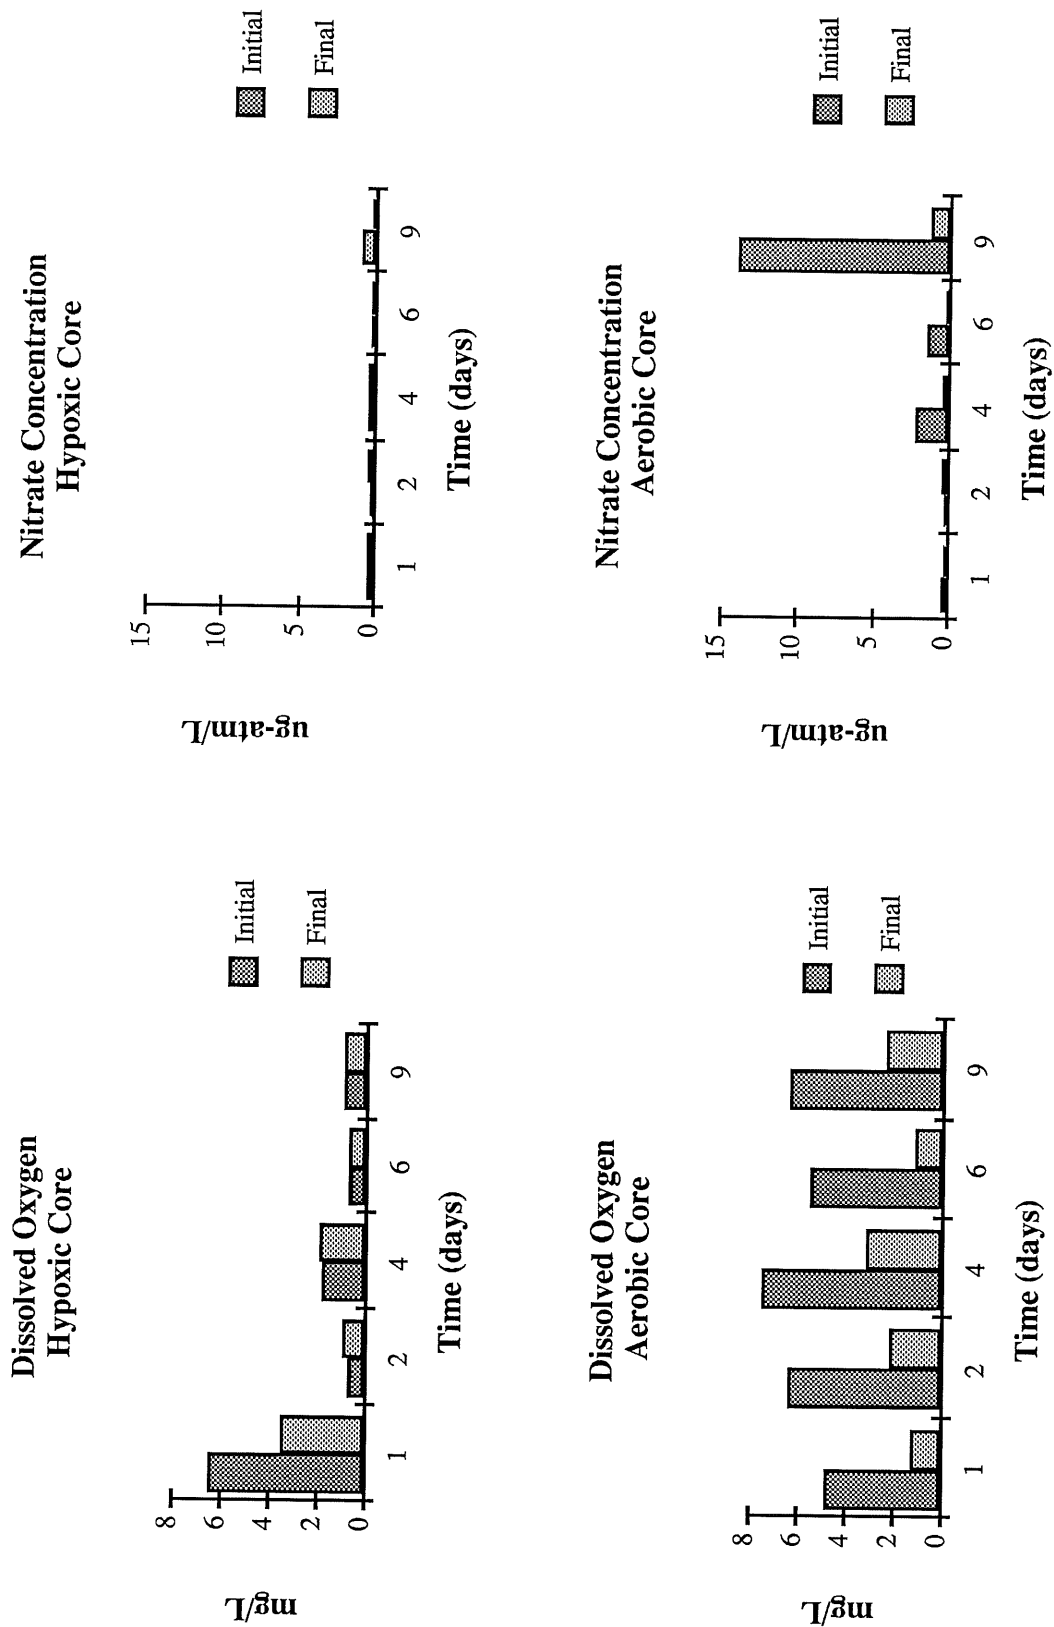 Dissolved Oxygen
Hypoxic Core
mg/L
8
6
4
2
0
1
2
4
6
9
Time (days)
Initial
Final
Nitrate Concentration
Hypoxic Core
ug-atm/L
15
10
5
0
1
2
4
6
9
Time (days)
Initial
Final
Dissolved Oxygen
Aerobic Core
mg/L
8
6
4
2
0
1
2
4
6
9
Time (days)
Initial
Final
Nitrate Concentration
Aerobic Core
ug-atm/L
15
10
5
0
1
2
4
6
9
Time (days)
Initial
Final